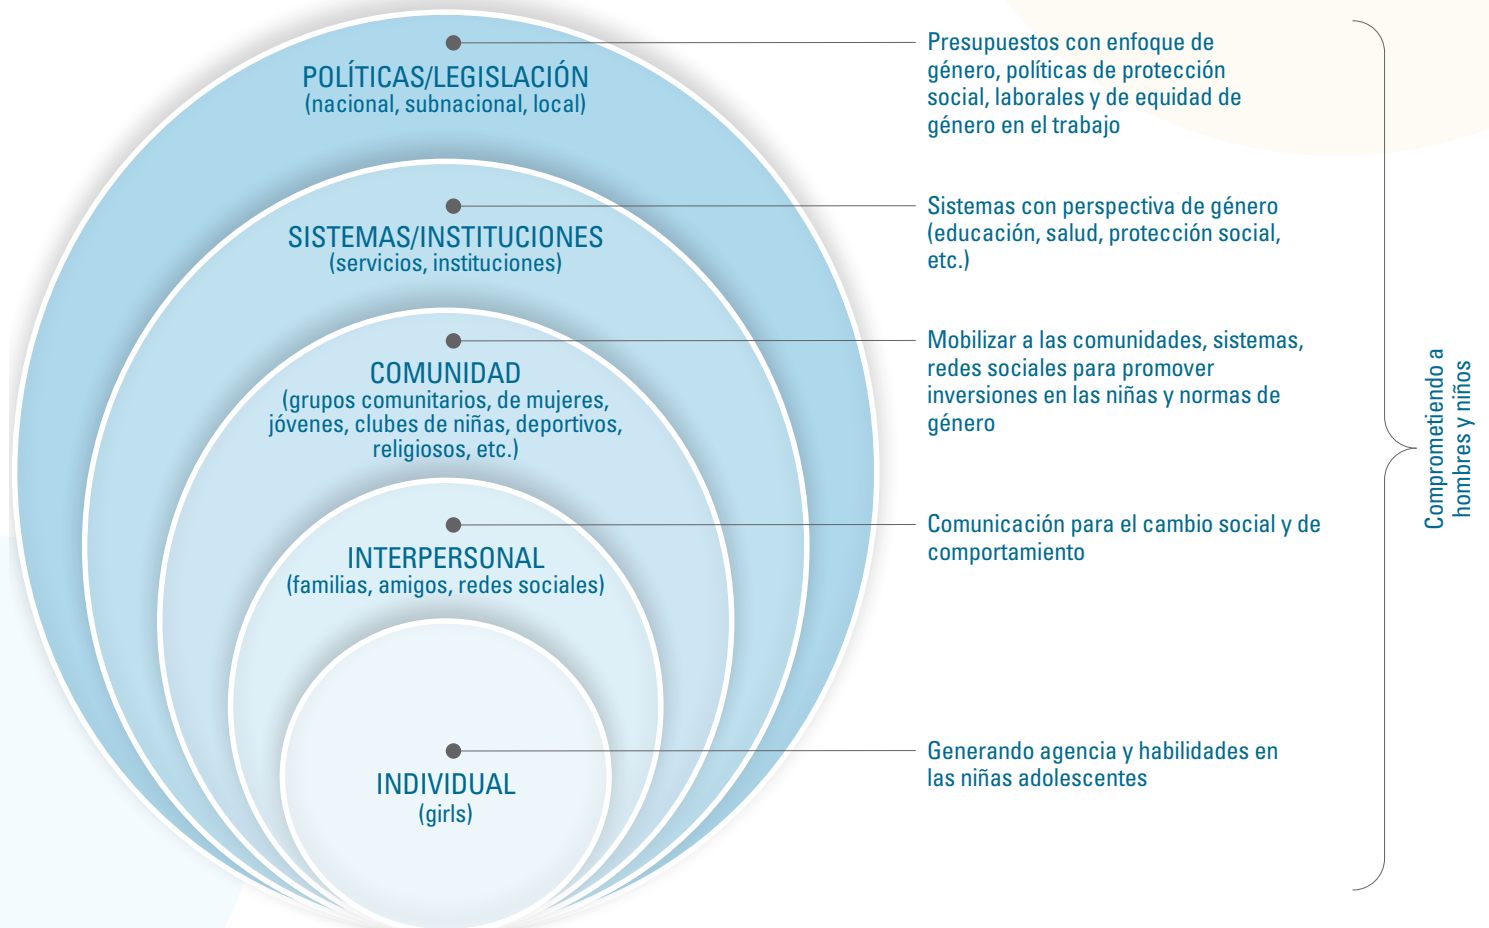 POLÍTICAS/LEGISLACIÓN
(nacional, subnacional, local)
Presupuestos con enfoque de
género, políticas de protección
social, laborales y de equidad de
género en el trabajo
SISTEMAS/INSTITUCIONES
(servicios, instituciones)
Sistemas con perspectiva de género
(educación, salud, protección social,
etc.)
COMUNIDAD
(grupos comunitarios, de mujeres,
jóvenes, clubes de niñas, deportivos,
religiosos, etc.)
Mobilizar a las comunidades, sistemas,
redes sociales para promover
inversiones en las niñas y normas de
género
INTERPERSONAL
(familias, amigos, redes sociales)
Comunicación para el cambio social y de
comportamiento
INDIVIDUAL
(girls)
Generando agencia y habilidades en
las niñas adolescentes
Comprometiendo a
hombres y niños